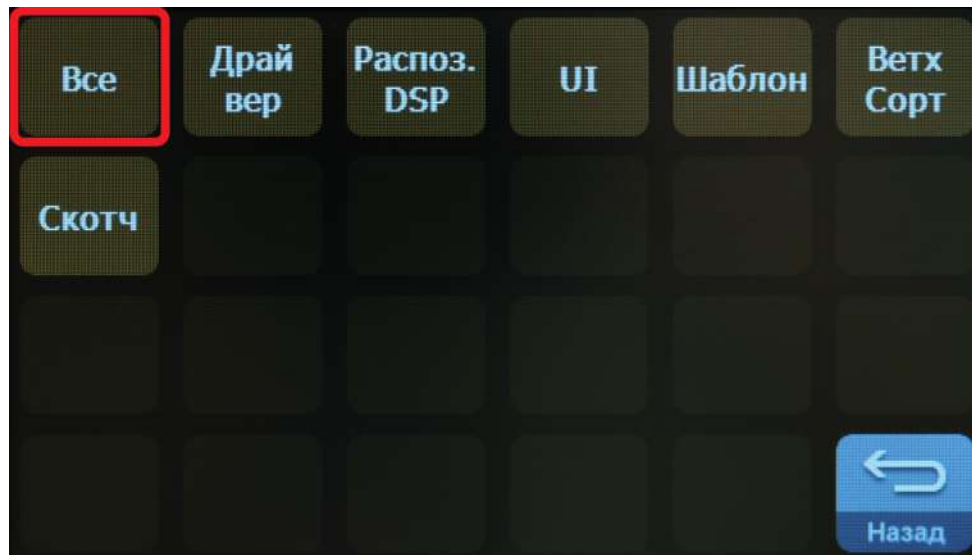 Все
Драй
вер
Распоз.
DSP
UI
Шаблон
Ветх
Сорт
Скотч
Назад